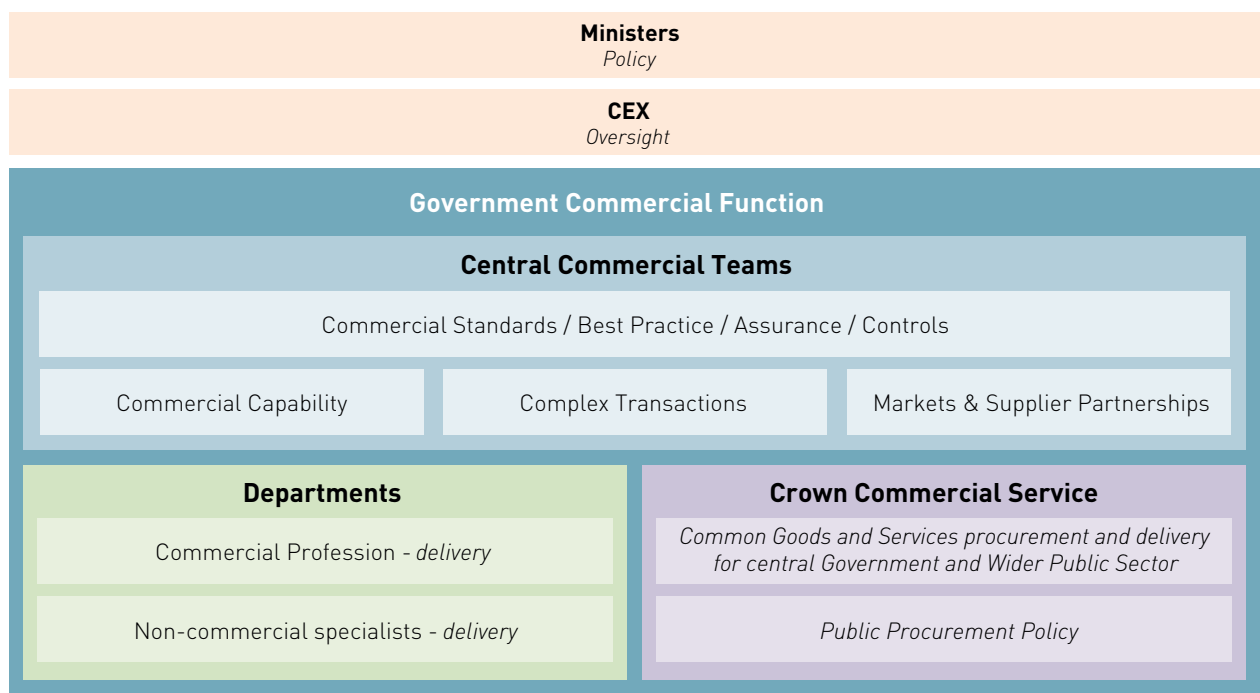 Ministers
Policy
CEX
Oversight
Government Commercial Function
Central Commercial Teams
Commercial Standards / Best Practice / Assurance / Controls
Commercial Capability
Complex Transactions
Markets & Supplier Partnerships
Departments
Commercial Profession - delivery
Non-commercial specialists - delivery
Crown Commercial Service
Common Goods and Services procurement and delivery
for central Government and Wider Public Sector
Public Procurement Policy